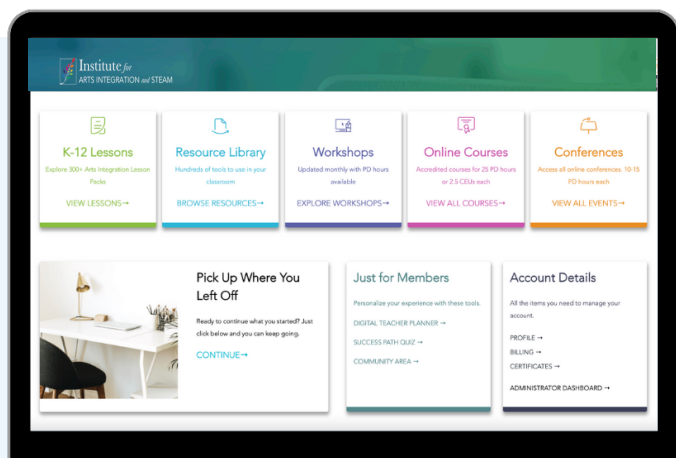 Institute for
ARTS INTEGRATION and STEAM
K-12 Lessons
Explore 300+ Arts Integration Lesson
Packs
VIEW LESSONS→
Resource Library
Hundreds of tools to use in your
classroom
BROWSE RESOURCES→
Workshops
Updated monthly with PD hours
available
EXPLORE WORKSHOPS→
Online Courses
Accredited courses for 25 PD hours
or 2.5 CEUs each
VIEW ALL COURSES→
Conferences
Access all online conferences. 10-15
PD hours each
VIEW ALL EVENTS→
Pick Up Where You
Left Off
Ready to continue what you started? Just
click below and you can keep going.
CONTINUE→
Just for Members
Personalize your experience with these tools.
DIGITAL TEACHER PLANNER →
SUCCESS PATH QUIZ →
COMMUNITY AREA →
Account Details
All the items you need to manage your
account.
PROFILE →
BILLING →
CERTIFICATES →
ADMINISTRATOR DASHBOARD →